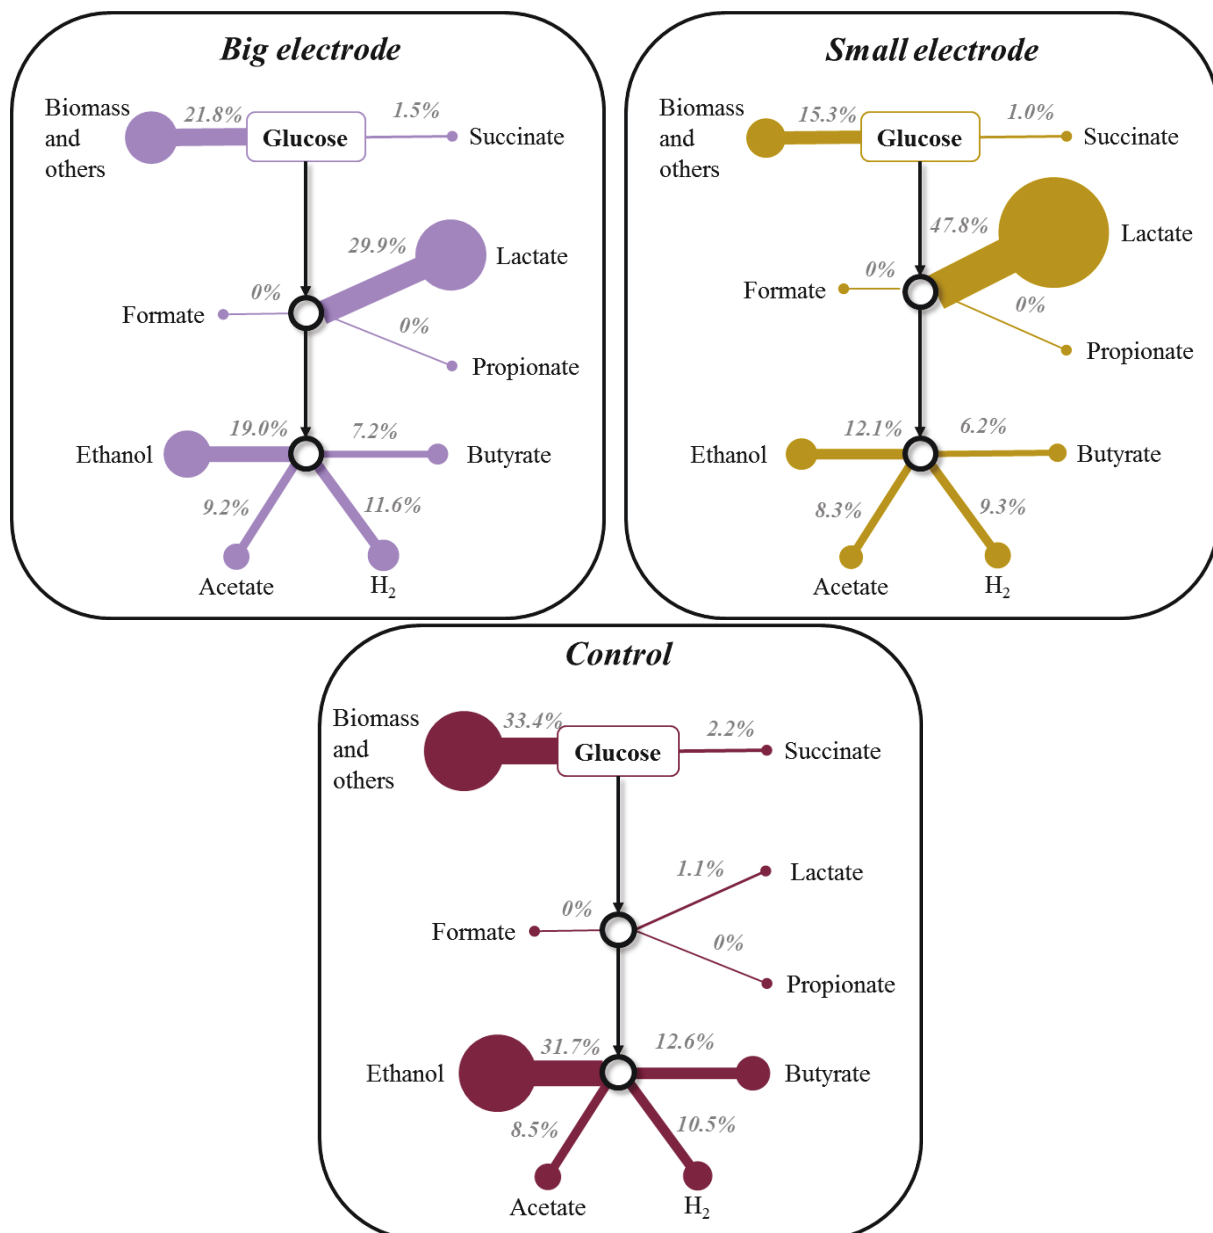 Big electrode
Biomass
and
others
21.8%
Glucose
1.5%
Succinate
29.9%
Lactate
0%
Formate
0%
Propionate
Ethanol
19.0%
7.2%
Butyrate
9.2%
11.6%
Acetate
H₂
Small electrode
Biomass
and
others
15.3%
Glucose
1.0%
Succinate
47.8%
Lactate
0%
Formate
0%
Propionate
Ethanol
12.1%
6.2%
Butyrate
8.3%
9.3%
Acetate
H₂
Control
Biomass
and
others
33.4%
Glucose
2.2%
Succinate
1.1%
Lactate
0%
Formate
0%
Propionate
Ethanol
31.7%
12.6%
Butyrate
8.5%
10.5%
Acetate
H₂